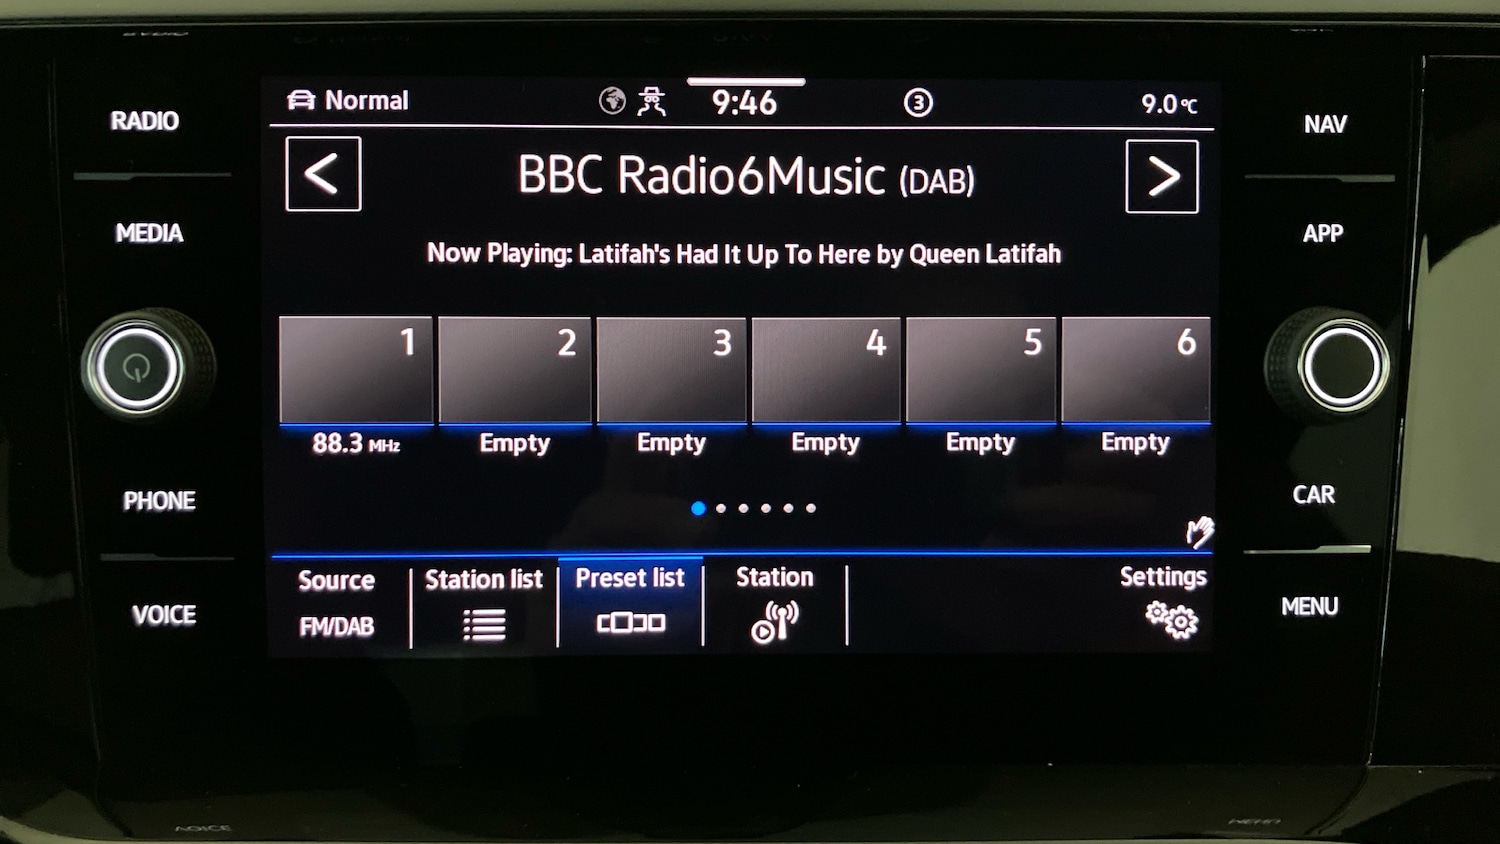 RADIO
MEDIA
PHONE
VOICE
Normal
9:46
3
9.0°C
<
BBC Radio6Music (DAB)
>
Now Playing: Latifah's Had It Up To Here by Queen Latifah
1
2
3
4
5
6
88.3 MHz
Empty
Empty
Empty
Empty
Empty
Source
FM/DAB
Station list
Preset list
Station
Settings
NAV
APP
CAR
MENU